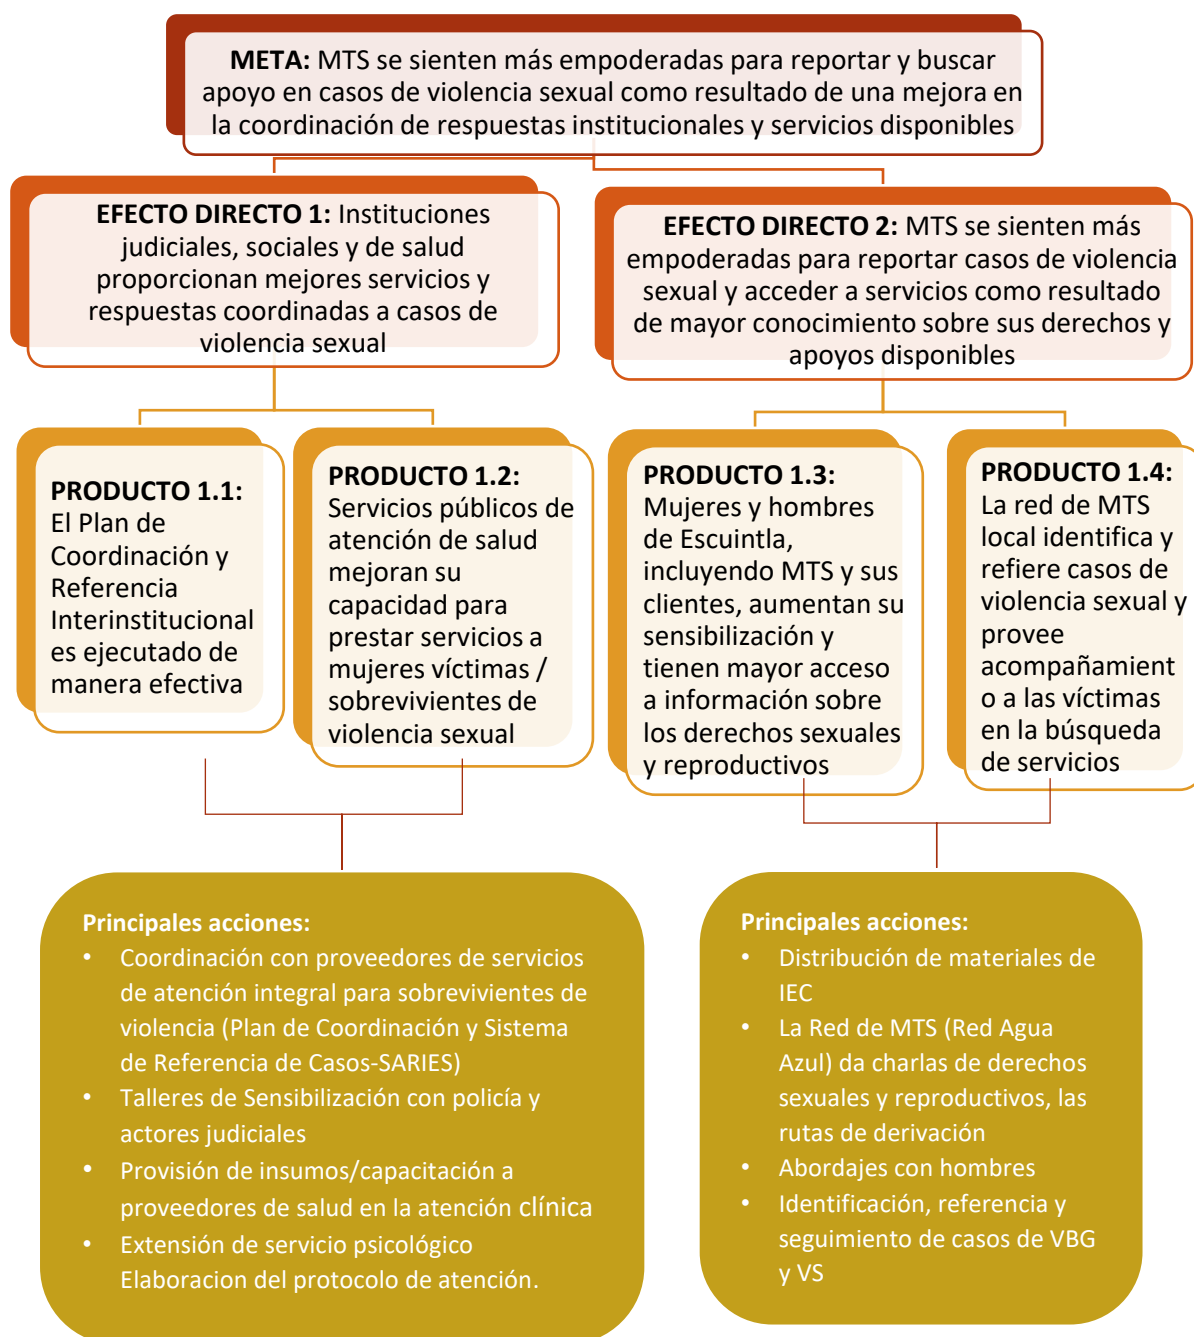 META: MTS se sienten más empoderadas para reportar y buscar
apoyo en casos de violencia sexual como resultado de una mejora en
la coordinación de respuestas institucionales y servicios disponibles
EFECTO DIRECTO 1: Instituciones
judiciales, sociales y de salud
proporcionan mejores servicios y
respuestas coordinadas a casos de
violencia sexual
EFECTO DIRECTO 2: MTS se sienten más
empoderadas para reportar casos de violencia
sexual y acceder a servicios como resultado
de mayor conocimiento sobre sus derechos y
apoyos disponibles
PRODUCTO 1.1:
El Plan de
Coordinación y
Referencia
Interinstitucional
es ejecutado de
manera efectiva
PRODUCTO 1.2:
Servicios públicos de
atención de salud
mejoran su
capacidad para
prestar servicios a
mujeres víctimas /
sobrevivientes de
violencia sexual
PRODUCTO 1.3:
Mujeres y hombres
de Escuintla,
incluyendo MTS y sus
clientes, aumentan su
sensibilización y
tienen mayor acceso
a información sobre
los derechos sexuales
y reproductivos
PRODUCTO 1.4:
La red de MTS
local identifica y
refiere casos de
violencia sexual y
provee
acompañamient
o a las víctimas
en la búsqueda
de servicios
Principales acciones:
• Coordinación con proveedores de servicios
de atención integral para sobrevivientes de
violencia (Plan de Coordinación y Sistema
de Referencia de Casos-SARIES)
• Talleres de Sensibilización con policía y
actores judiciales
• Provisión de insumos/capacitación a
proveedores de salud en la atención clínica
• Extensión de servicio psicológico
Elaboracion del protocolo de atención.
Principales acciones:
• Distribución de materiales de
IEC
• La Red de MTS (Red Agua
Azul) da charlas de derechos
sexuales y reproductivos, las
rutas de derivación
• Abordajes con hombres
• Identificación, referencia y
seguimiento de casos de VBG
y VS